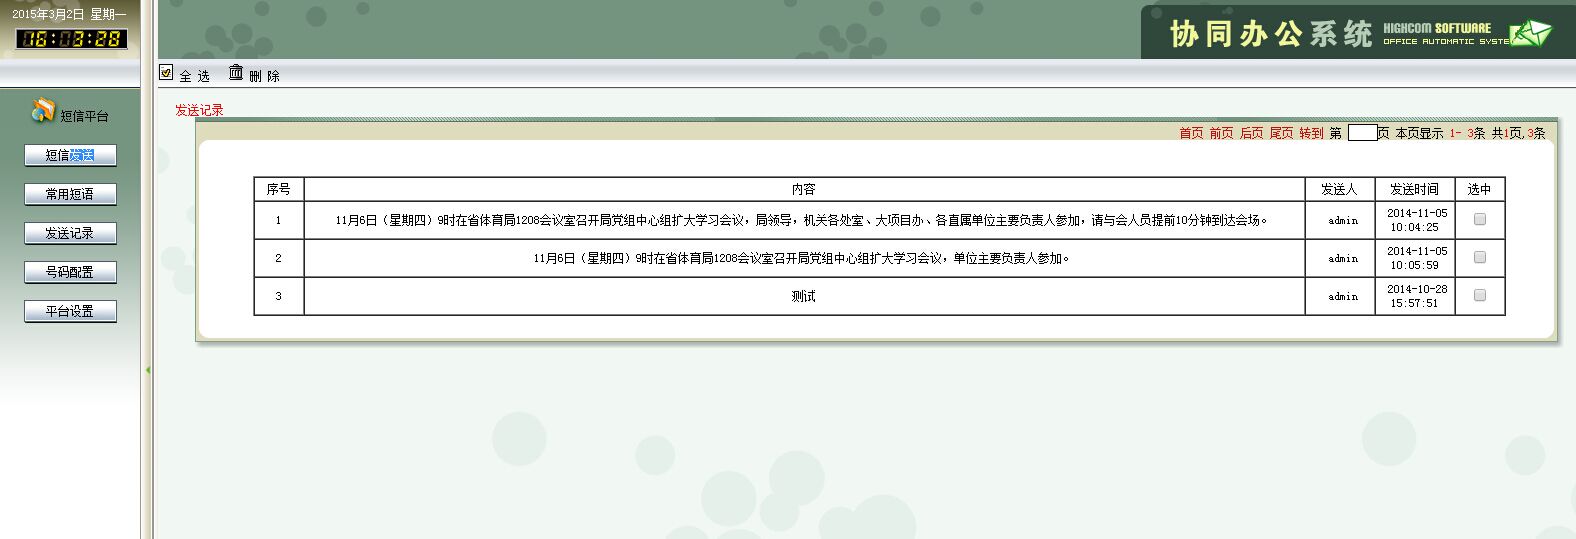 2015年3月2日 星期一
18:03:28
协同办公系统 HIGHCOM SOFTWARE
OFFICE AUTOMATIC SYSTE
全 选 删 除
短信平台
短信发送
常用短语
发送记录
号码配置
平台设置
发送记录
首页 前页 后页 尾页 转到 第 页 本页显示 1- 3条 共1页,3条
序号 内容 发送人 发送时间 选中
1 11月6日（星期四）9时在省体育局1208会议室召开局党组中心组扩大学习会议，局领导，机关各处室、大项目办、各直属单位主要负责人参加，请与会人员提前10分钟到达会场。 admin 2014-11-05
10:04:25
2 11月6日（星期四）9时在省体育局1208会议室召开局党组中心组扩大学习会议，单位主要负责人参加。 admin 2014-11-05
10:05:59
3 测试 admin 2014-10-28
15:57:51